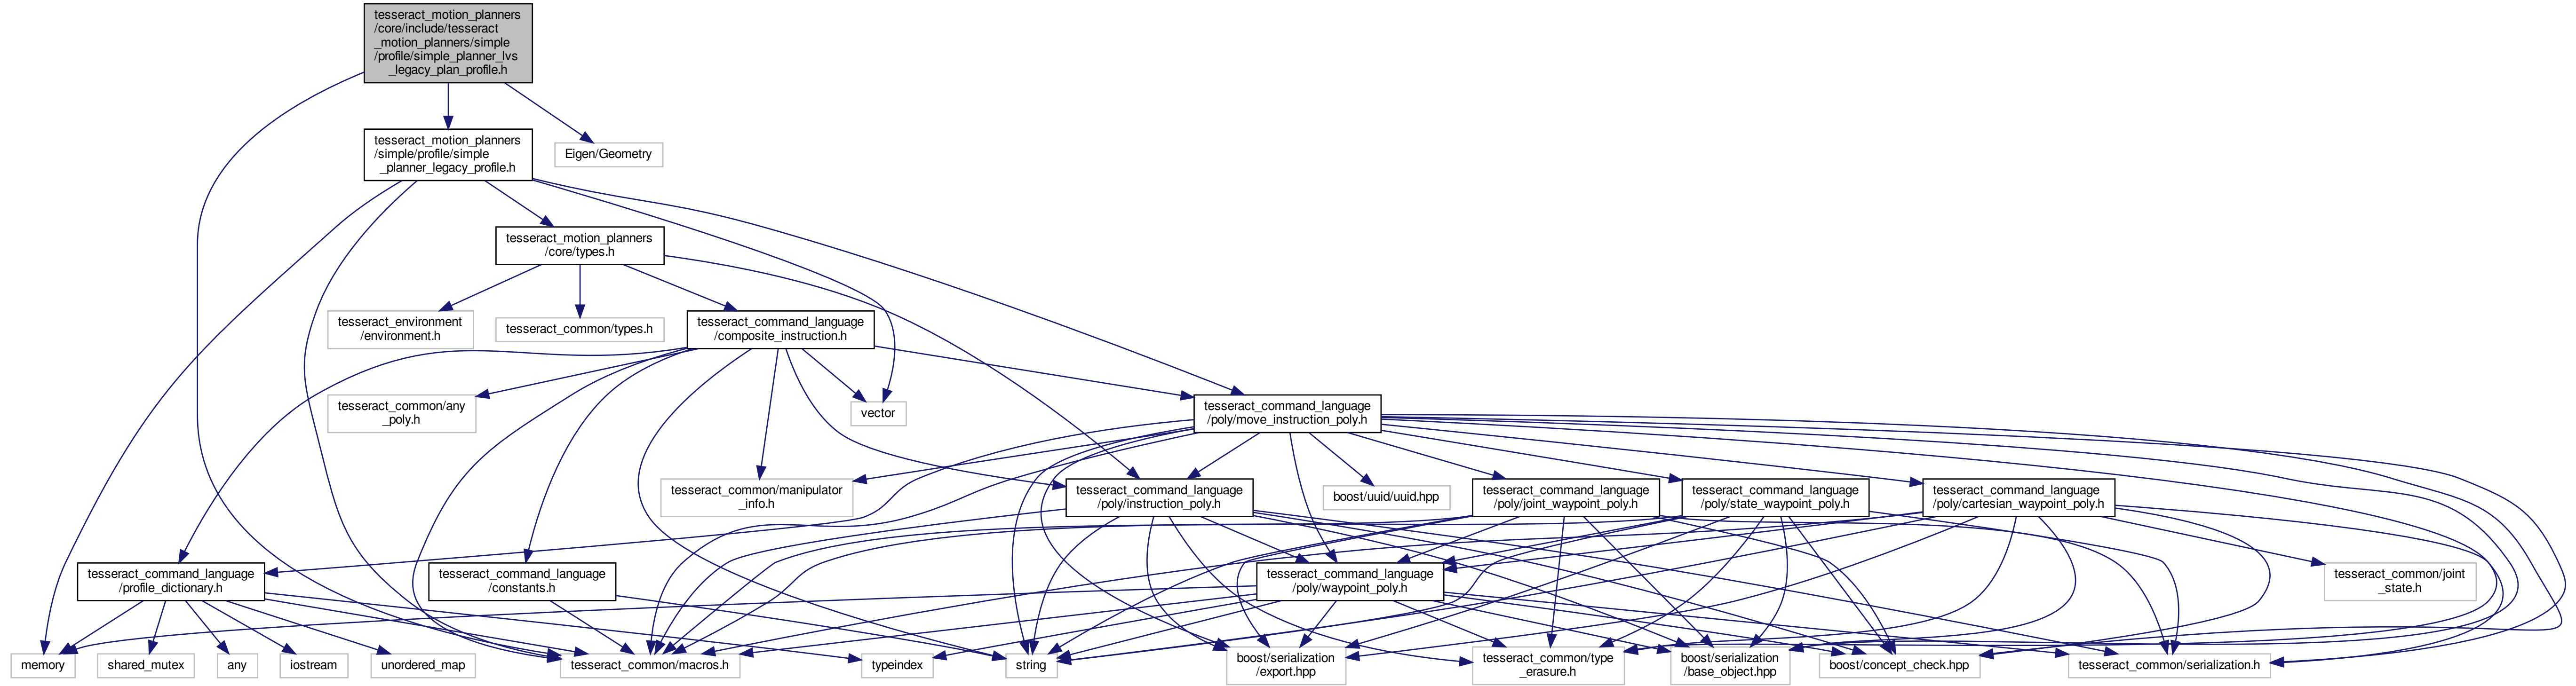 tesseract_motion_planners
/core/include/tesseract
_motion_planners/simple
/profile/simple_planner_lvs
_legacy_plan_profile.h
tesseract_motion_planners
/simple/profile/simple
_planner_legacy_profile.h
Eigen/Geometry
tesseract_motion_planners
/core/types.h
tesseract_environment
/environment.h
tesseract_common/types.h
tesseract_command_language
/composite_instruction.h
tesseract_common/any
_poly.h
vector
tesseract_command_language
/poly/move_instruction_poly.h
tesseract_common/manipulator
_info.h
tesseract_command_language
/poly/instruction_poly.h
boost/uuid/uuid.hpp
tesseract_command_language
/poly/joint_waypoint_poly.h
tesseract_command_language
/poly/state_waypoint_poly.h
tesseract_command_language
/poly/cartesian_waypoint_poly.h
tesseract_command_language
/profile_dictionary.h
tesseract_command_language
/constants.h
tesseract_command_language
/poly/waypoint_poly.h
tesseract_common/joint
_state.h
memory
shared_mutex
any
iostream
unordered_map
tesseract_common/macros.h
typeindex
string
boost/serialization
/export.hpp
tesseract_common/type
_erasure.h
boost/serialization
/base_object.hpp
boost/concept_check.hpp
tesseract_common/serialization.h